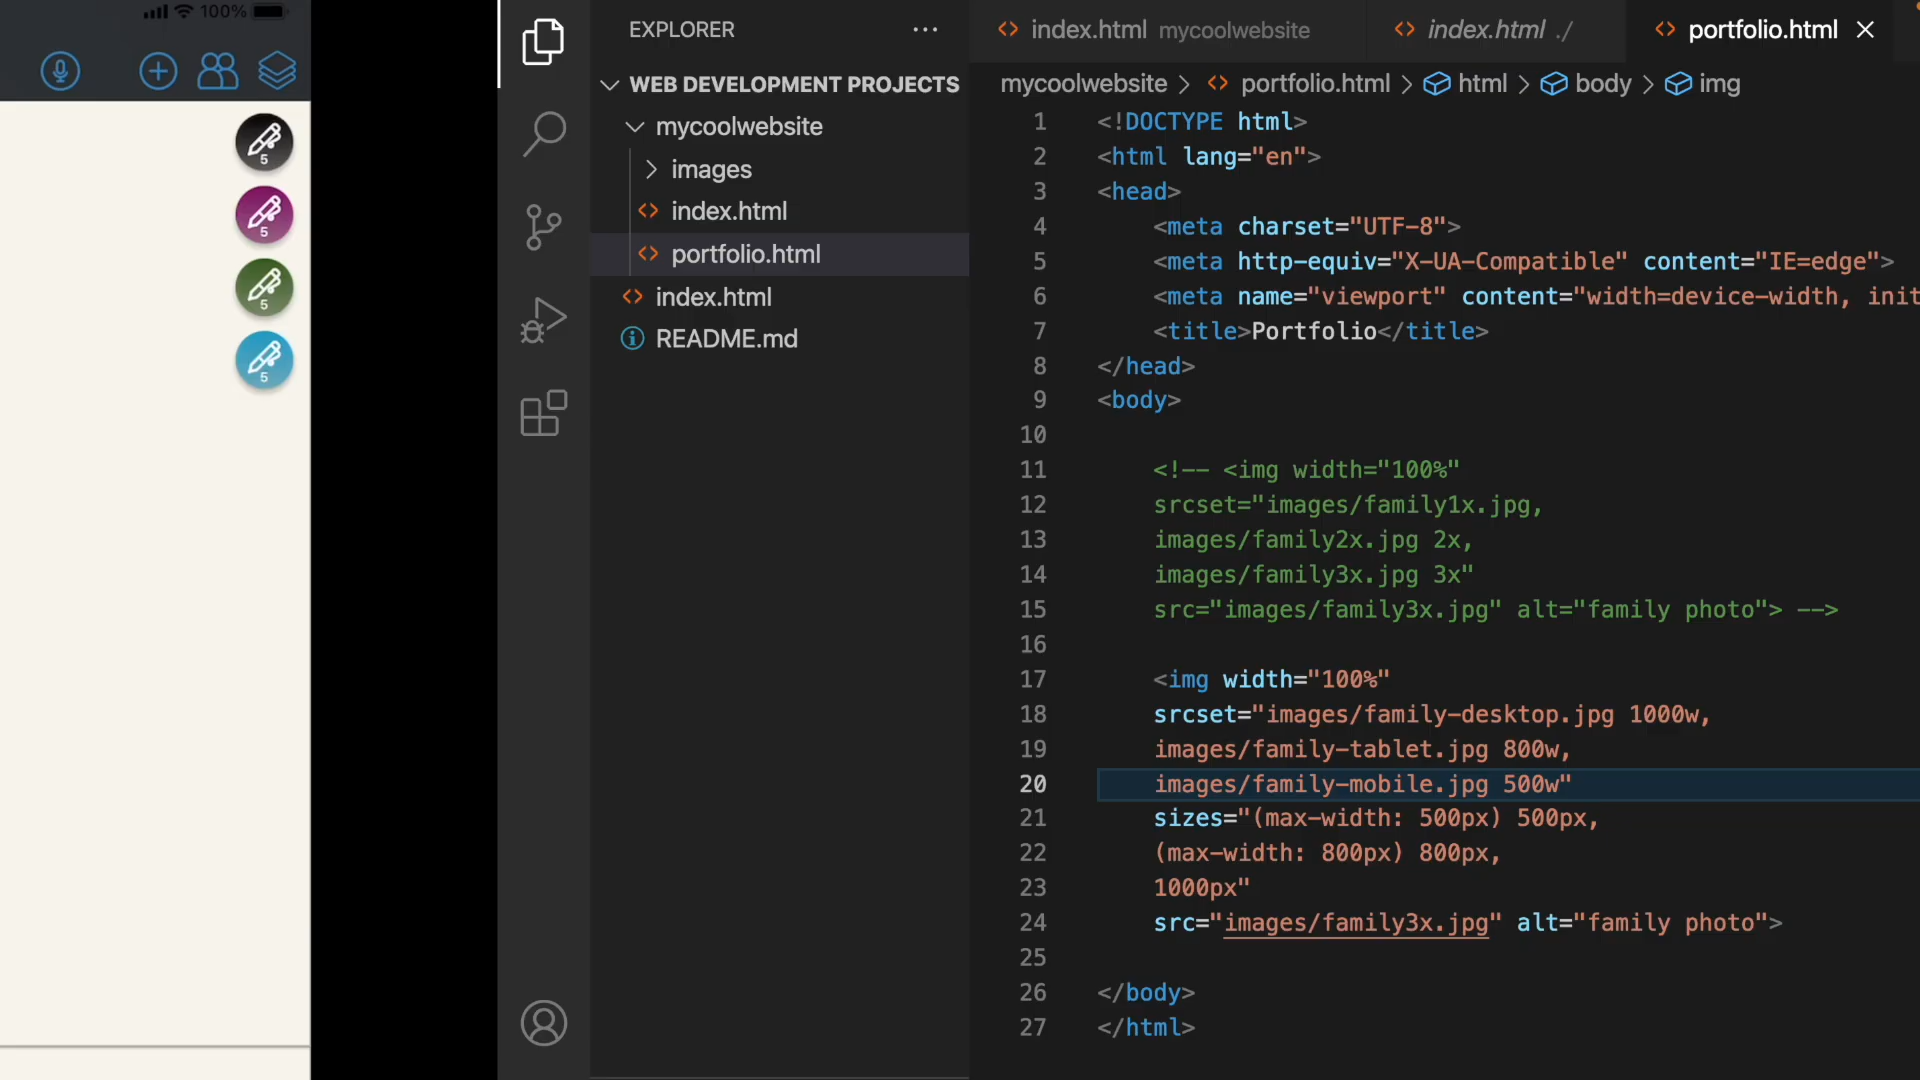 100%
5
5
5
5
EXPLORER
WEB DEVELOPMENT PROJECTS
mycoolwebsite
images
index.html
portfolio.html
index.html
README.md
index.html mycoolwebsite
index.html ./
portfolio.html
mycoolwebsite > portfolio.html > html > body > img
1 <!DOCTYPE html>
2 <html lang="en">
3 <head>
4 <meta charset="UTF-8">
5 <meta http-equiv="X-UA-Compatible" content="IE=edge">
6 <meta name="viewport" content="width=device-width, init
7 <title>Portfolio</title>
8 </head>
9 <body>
10
11 <!-- <img width="100%"
12 srcset="images/family1x.jpg,
13 images/family2x.jpg 2x,
14 images/family3x.jpg 3x"
15 src="images/family3x.jpg" alt="family photo"> -->
16
17 <img width="100%"
18 srcset="images/family-desktop.jpg 1000w,
19 images/family-tablet.jpg 800w,
20 images/family-mobile.jpg 500w"
21 sizes="(max-width: 500px) 500px,
22 (max-width: 800px) 800px,
23 1000px"
24 src="images/family3x.jpg" alt="family photo">
25
26 </body>
27 </html>